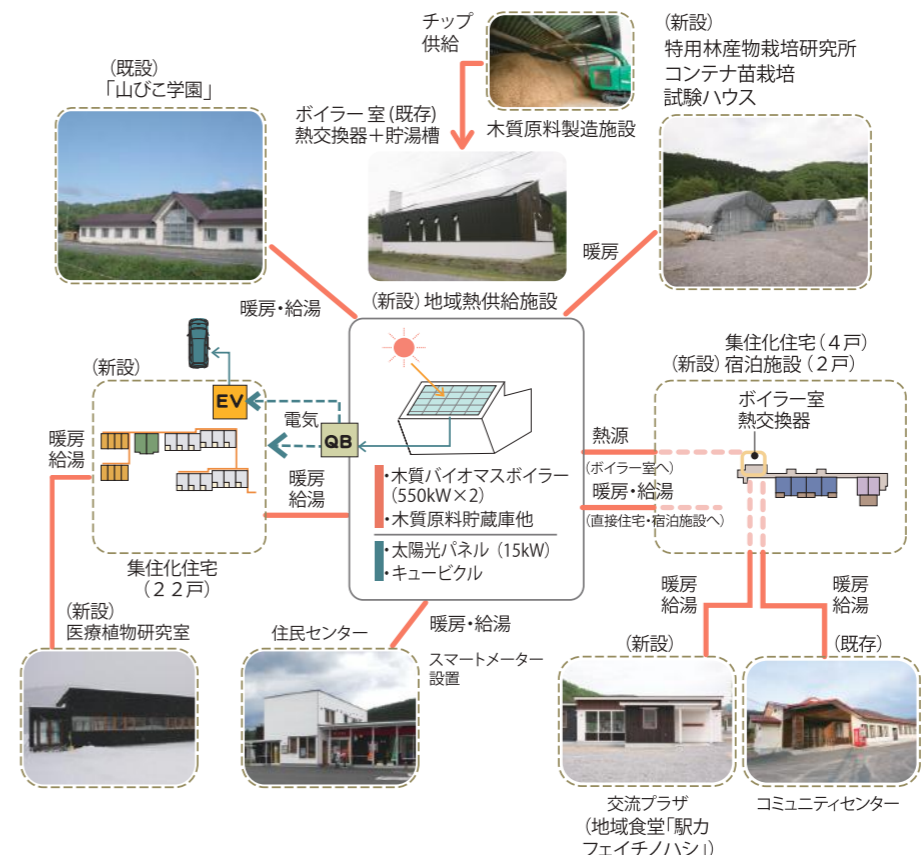 チップ
供給
(新設)
特用林産物栽培研究所
コンテナ苗栽培
試験ハウス
(既設)
「山びこ学園」
ボイラー室(既存)
熱交換器+貯湯槽
木質原料製造施設
暖房
(新設)地域熱供給施設
暖房・給湯
(新設)
EV
電気
QB
暖房
給湯
暖房
給湯
・木質バイオマスボイラー
(550kW×2)
・木質原料貯蔵庫他
・太陽光パネル(15kW)
・キュービクル
集住化住宅(4戸)
(新設)宿泊施設(2戸)
ボイラー室
熱交換器
熱源
(ボイラー室へ)
暖房・給湯
(直接住宅・宿泊施設へ)
集住化住宅
(22戸)
(新設)
医療植物研究室
住民センター
暖房・給湯
スマートメーター
設置
暖房
給湯
暖房
給湯
(新設)
(既存)
交流プラザ
(地域食堂「駅カ
フェイチノハシ」)
コミュニティセンター